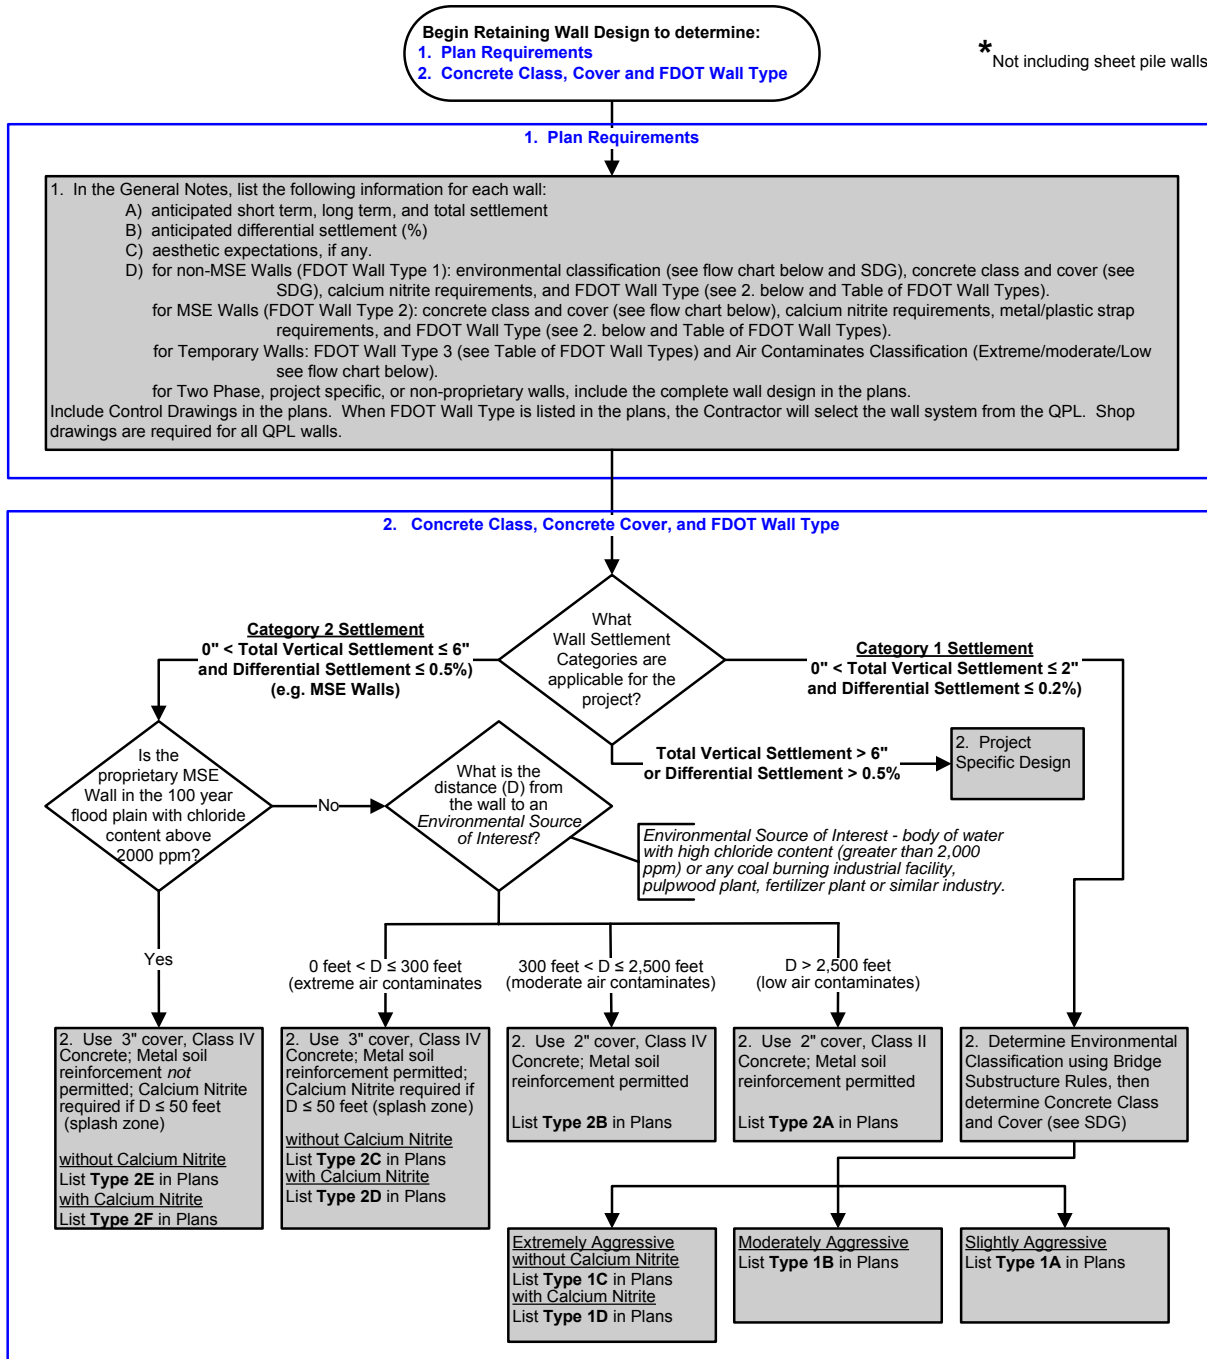 Begin Retaining Wall Design to determine:
1. Plan Requirements
2. Concrete Class, Cover and FDOT Wall Type
*Not including sheet pile walls
1. Plan Requirements
1. In the General Notes, list the following information for each wall:
A) anticipated short term, long term, and total settlement
B) anticipated differential settlement (%)
C) aesthetic expectations, if any.
D) for non-MSE Walls (FDOT Wall Type 1): environmental classification (see flow chart below and SDG), concrete class and cover (see
SDG), calcium nitrite requirements, and FDOT Wall Type (see 2. below and Table of FDOT Wall Types).
for MSE Walls (FDOT Wall Type 2): concrete class and cover (see flow chart below), calcium nitrite requirements, metal/plastic strap
requirements, and FDOT Wall Type (see 2. below and Table of FDOT Wall Types).
for Temporary Walls: FDOT Wall Type 3 (see Table of FDOT Wall Types) and Air Contaminates Classification (Extreme/moderate/Low
see flow chart below).
for Two Phase, project specific, or non-proprietary walls, include the complete wall design in the plans.
Include Control Drawings in the plans. When FDOT Wall Type is listed in the plans, the Contractor will select the wall system from the QPL. Shop
drawings are required for all QPL walls.
2. Concrete Class, Concrete Cover, and FDOT Wall Type
What
Wall Settlement
Categories are
applicable for the
project?
Category 2 Settlement
0" < Total Vertical Settlement ≤ 6"
and Differential Settlement ≤ 0.5%)
(e.g. MSE Walls)
Category 1 Settlement
0" < Total Vertical Settlement ≤ 2"
and Differential Settlement ≤ 0.2%)
Total Vertical Settlement > 6"
or Differential Settlement > 0.5%
2. Project
Specific Design
Is the
proprietary MSE
Wall in the 100 year
flood plain with chloride
content above
2000 ppm?
No
What is the
distance (D) from
the wall to an
Environmental Source
of Interest?
Environmental Source of Interest - body of water
with high chloride content (greater than 2,000
ppm) or any coal burning industrial facility,
pulpwood plant, fertilizer plant or similar industry.
Yes
0 feet < D ≤ 300 feet
(extreme air contaminates
300 feet < D ≤ 2,500 feet
(moderate air contaminates)
D > 2,500 feet
(low air contaminates)
2. Use 3" cover, Class IV
Concrete; Metal soil
reinforcement not
permitted; Calcium Nitrite
required if D ≤ 50 feet
(splash zone)
without Calcium Nitrite
List Type 2E in Plans
with Calcium Nitrite
List Type 2F in Plans
2. Use 3" cover, Class IV
Concrete; Metal soil
reinforcement permitted;
Calcium Nitrite required if
D ≤ 50 feet (splash zone)
without Calcium Nitrite
List Type 2C in Plans
with Calcium Nitrite
List Type 2D in Plans
2. Use 2" cover, Class IV
Concrete; Metal soil
reinforcement permitted
List Type 2B in Plans
2. Use 2" cover, Class II
Concrete; Metal soil
reinforcement permitted
List Type 2A in Plans
2. Determine Environmental
Classification using Bridge
Substructure Rules, then
determine Concrete Class
and Cover (see SDG)
Extremely Aggressive
without Calcium Nitrite
List Type 1C in Plans
with Calcium Nitrite
List Type 1D in Plans
Moderately Aggressive
List Type 1B in Plans
Slightly Aggressive
List Type 1A in Plans